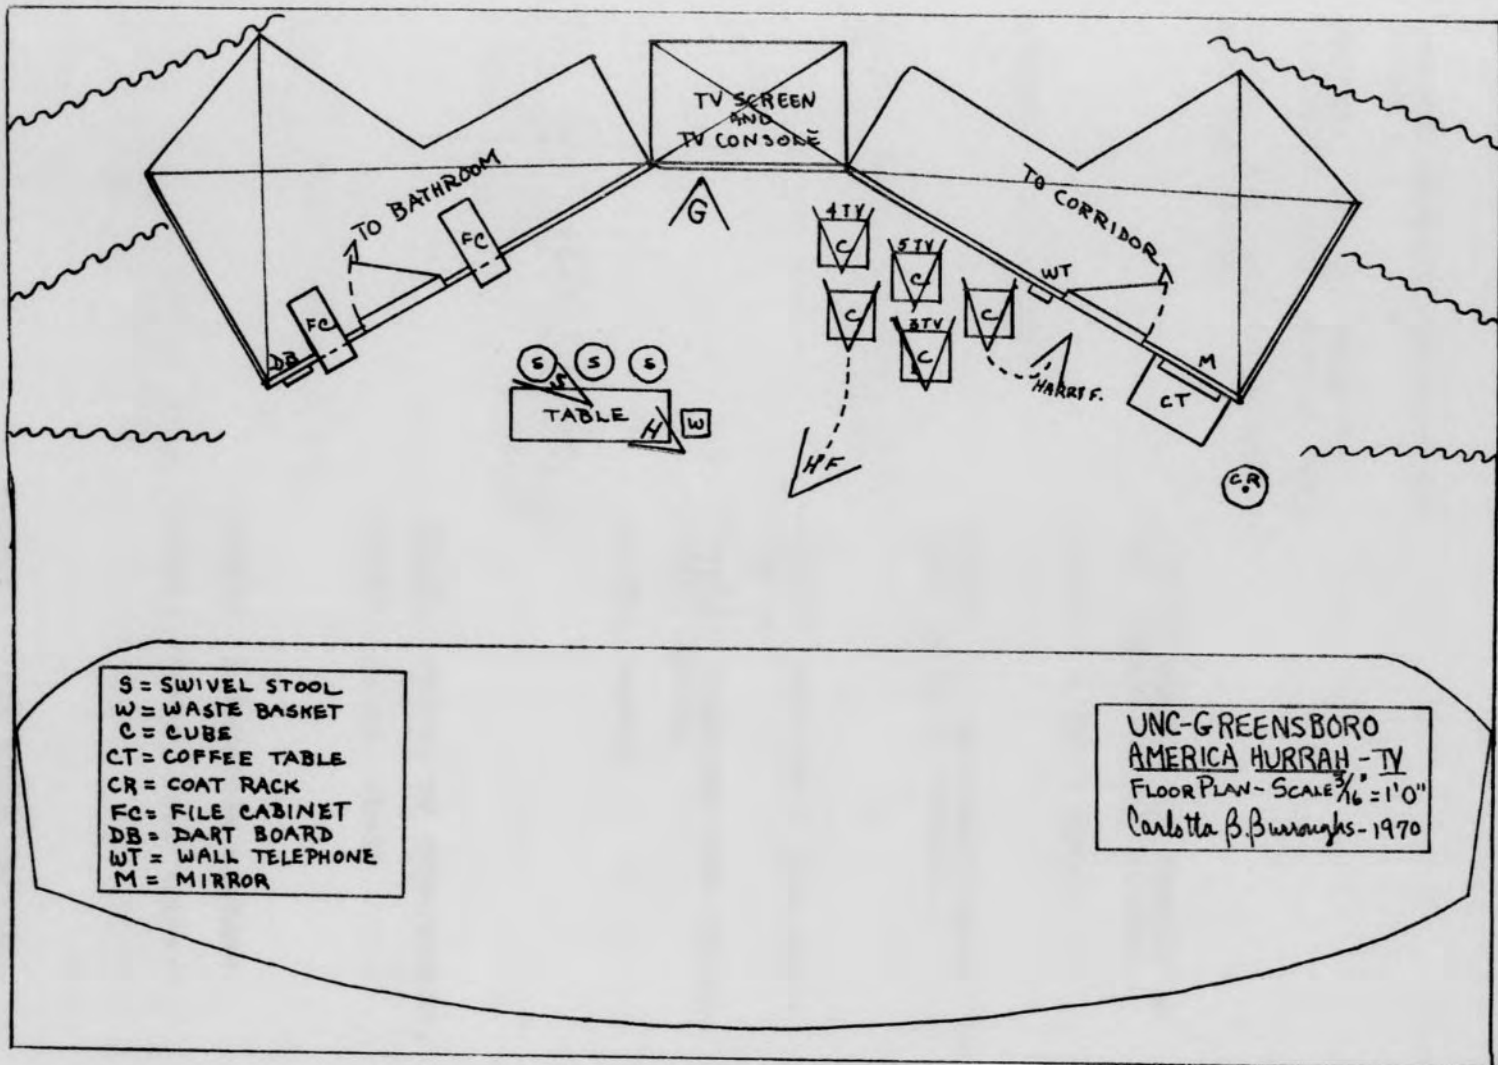 TV SCREEN
AND
TV CONSOLE
TO BATHROOM
TO CORRIDOR
G
FC
FC
DB
4 TV
C
5 TV
C
C
3 TV
C
C
WT
HARRY F.
M
CT
CR
S
S
S
S
TABLE
H
W
H F
S = SWIVEL STOOL
W = WASTE BASKET
C = CUBE
CT = COFFEE TABLE
CR = COAT RACK
FC = FILE CABINET
DB = DART BOARD
WT = WALL TELEPHONE
M = MIRROR
UNC-GREENSBORO
AMERICA HURRAH - TV
FLOOR PLAN - SCALE 3/16" = 1'0"
Carlotta B. Burroughs - 1970